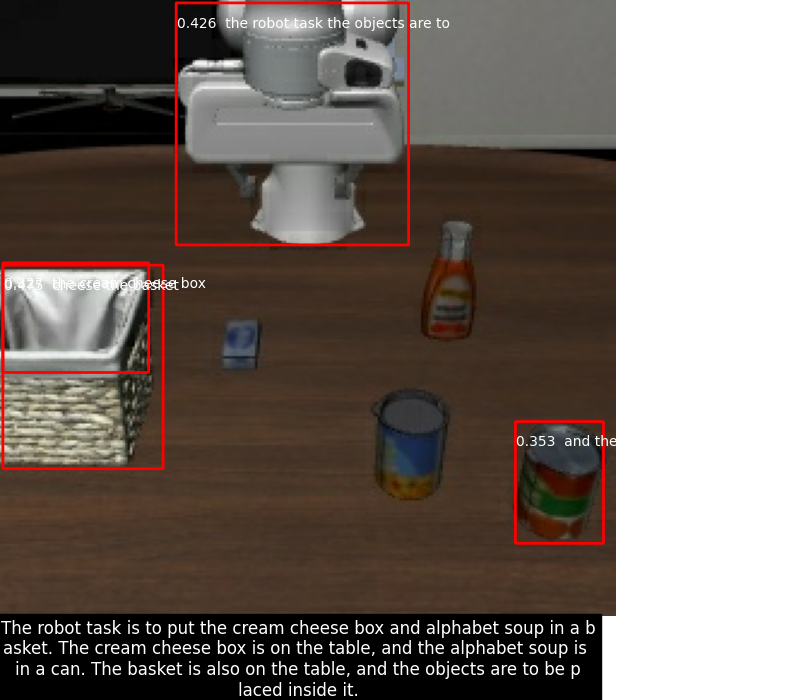 0.426 the robot task the objects are to
the cream cheese box
cheese the basket
0.353 and the
The robot task is to put the cream cheese box and alphabet soup in a b
asket. The cream cheese box is on the table, and the alphabet soup is
in a can. The basket is also on the table, and the objects are to be p
laced inside it.